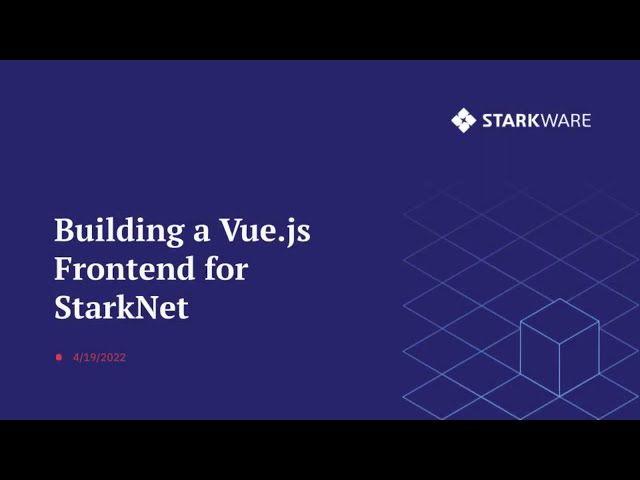 STARKWARE
Building a Vue.js
Frontend for
StarkNet
4/19/2022